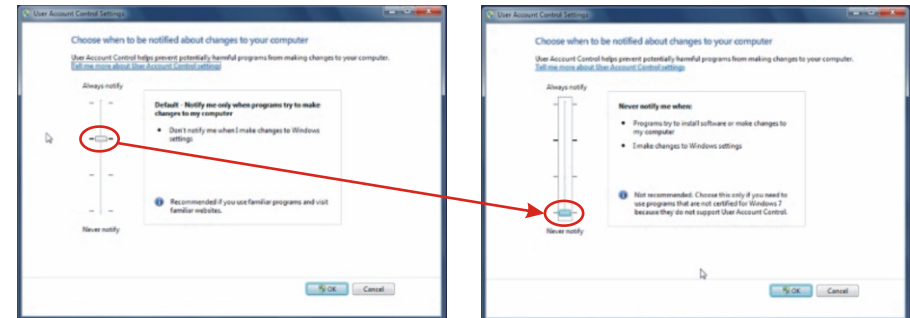 User Account Control Settings
Choose when to be notified about changes to your computer
User Account Control helps prevent potentially harmful programs from making changes to your computer.
Tell me more about User Account Control settings
Always notify
Default - Notify me only when programs try to make
changes to my computer
Don't notify me when I make changes to Windows
settings
Recommended if you use familiar programs and visit
familiar websites.
Never notify
OK
Cancel
User Account Control Settings
Choose when to be notified about changes to your computer
User Account Control helps prevent potentially harmful programs from making changes to your computer.
Tell me more about User Account Control settings
Always notify
Never notify me when:
Programs try to install software or make changes to
my computer
I make changes to Windows settings
Not recommended. Choose this only if you need to
use programs that are not certified for Windows 7
because they do not support User Account Control.
Never notify
OK
Cancel